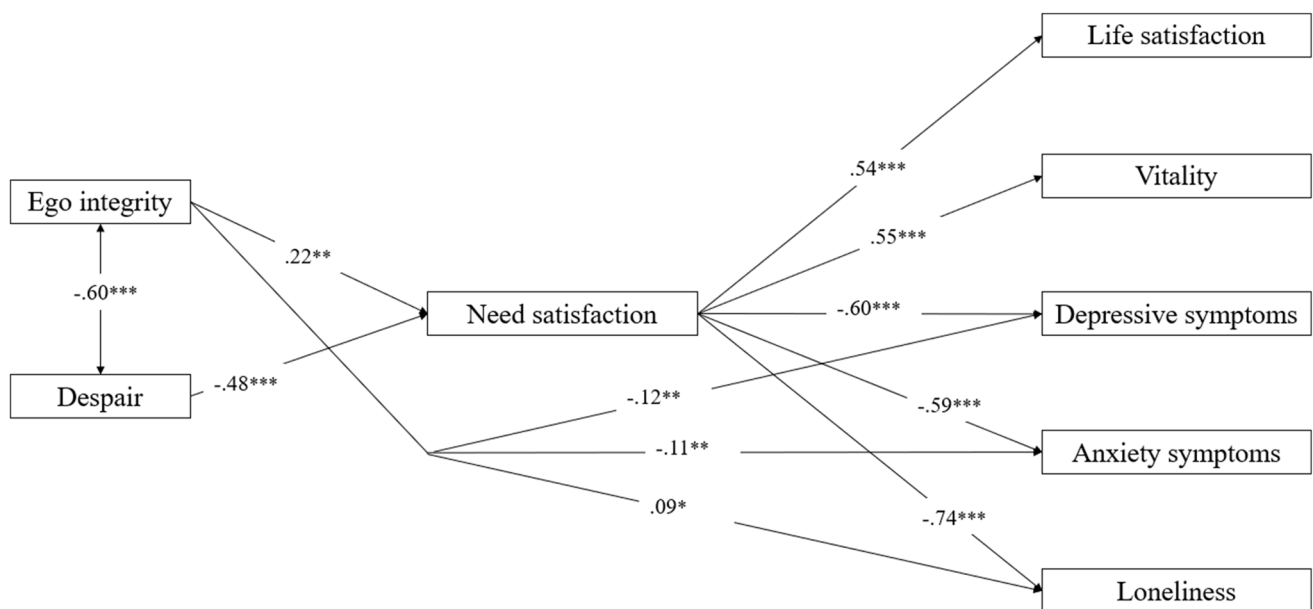 Life satisfaction
.54***
Vitality
Ego integrity
.55***
.22**
-.60***
Need satisfaction
-.60***
Depressive symptoms
Despair
-.48***
-.12**
-.59***
-.11**
Anxiety symptoms
.09*
-.74***
Loneliness